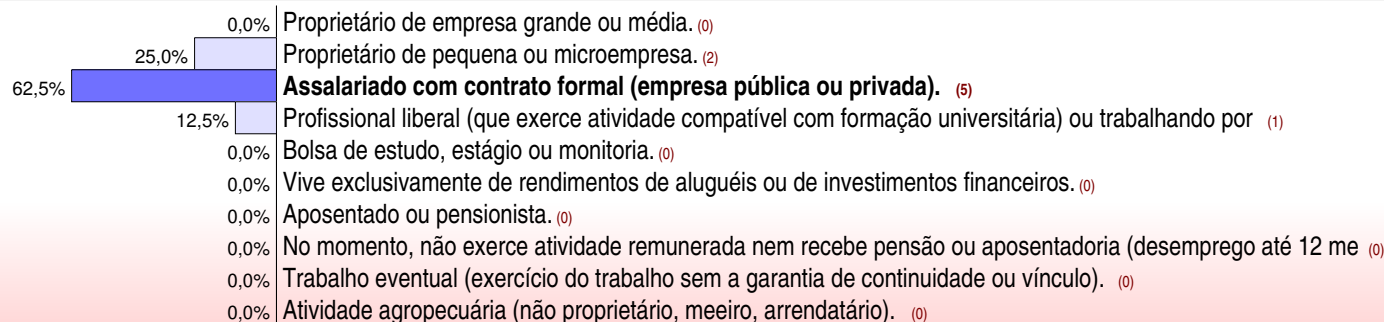 0,0% Proprietário de empresa grande ou média. (0)
25,0% Proprietário de pequena ou microempresa. (2)
62,5% Assalariado com contrato formal (empresa pública ou privada). (5)
12,5% Profissional liberal (que exerce atividade compatível com formação universitária) ou trabalhando por (1)
0,0% Bolsa de estudo, estágio ou monitoria. (0)
0,0% Vive exclusivamente de rendimentos de aluguéis ou de investimentos financeiros. (0)
0,0% Aposentado ou pensionista. (0)
0,0% No momento, não exerce atividade remunerada nem recebe pensão ou aposentadoria (desemprego até 12 me (0)
0,0% Trabalho eventual (exercício do trabalho sem a garantia de continuidade ou vínculo). (0)
0,0% Atividade agropecuária (não proprietário, meeiro, arrendatário). (0)